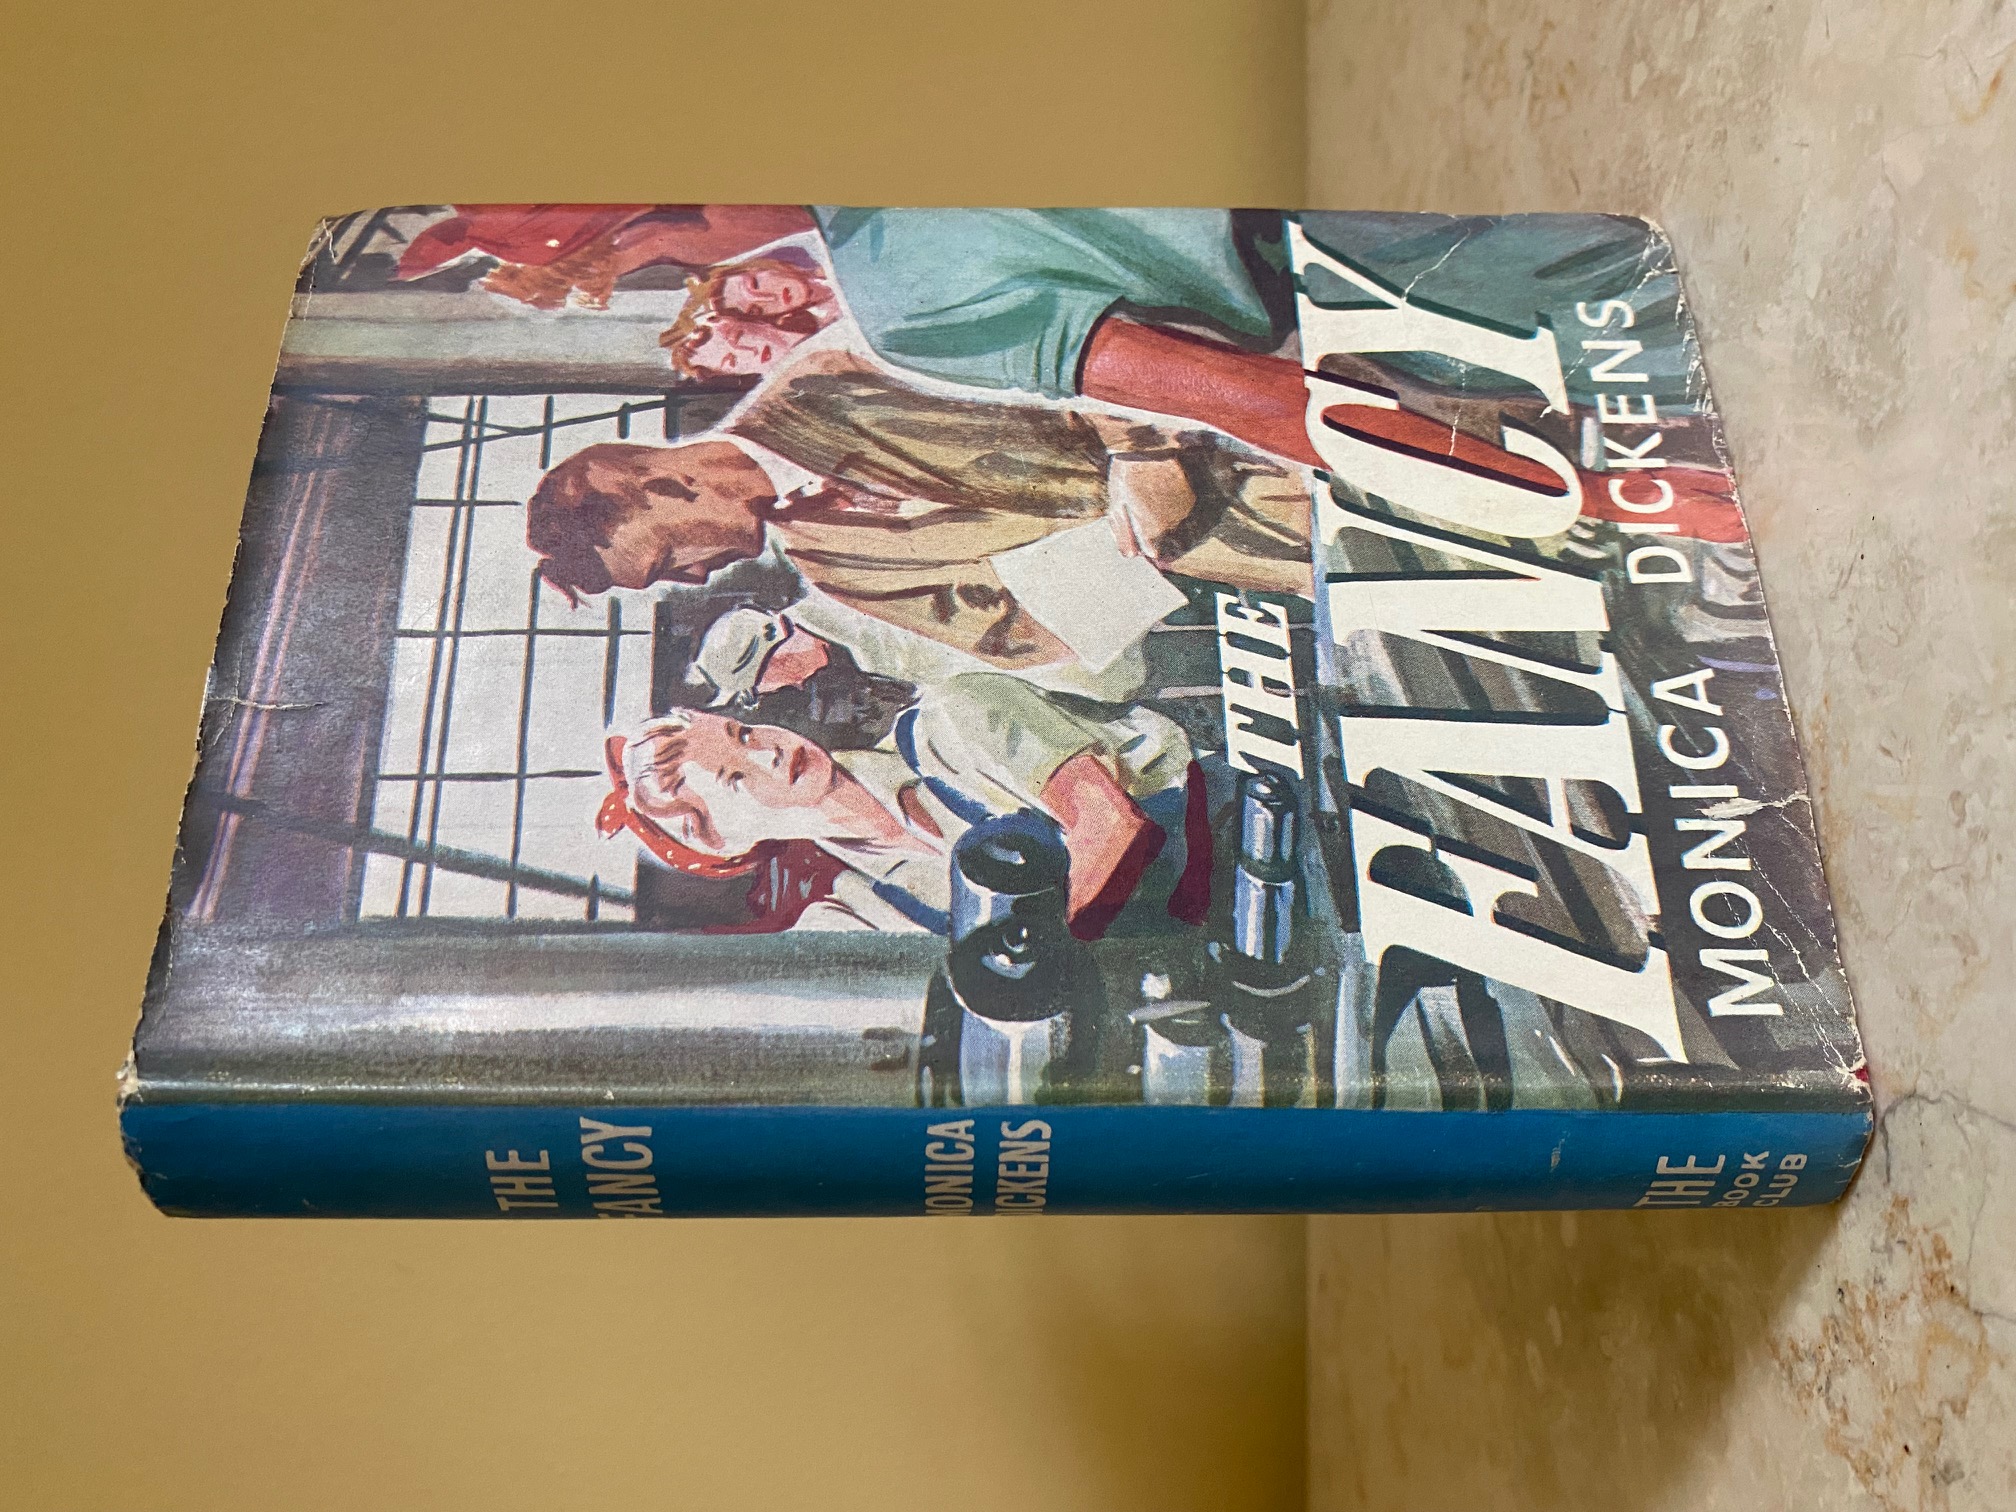 THE
FANCY
MONICA DICKENS
THE
FANCY
MONICA
DICKENS
THE
BOOK
CLUB